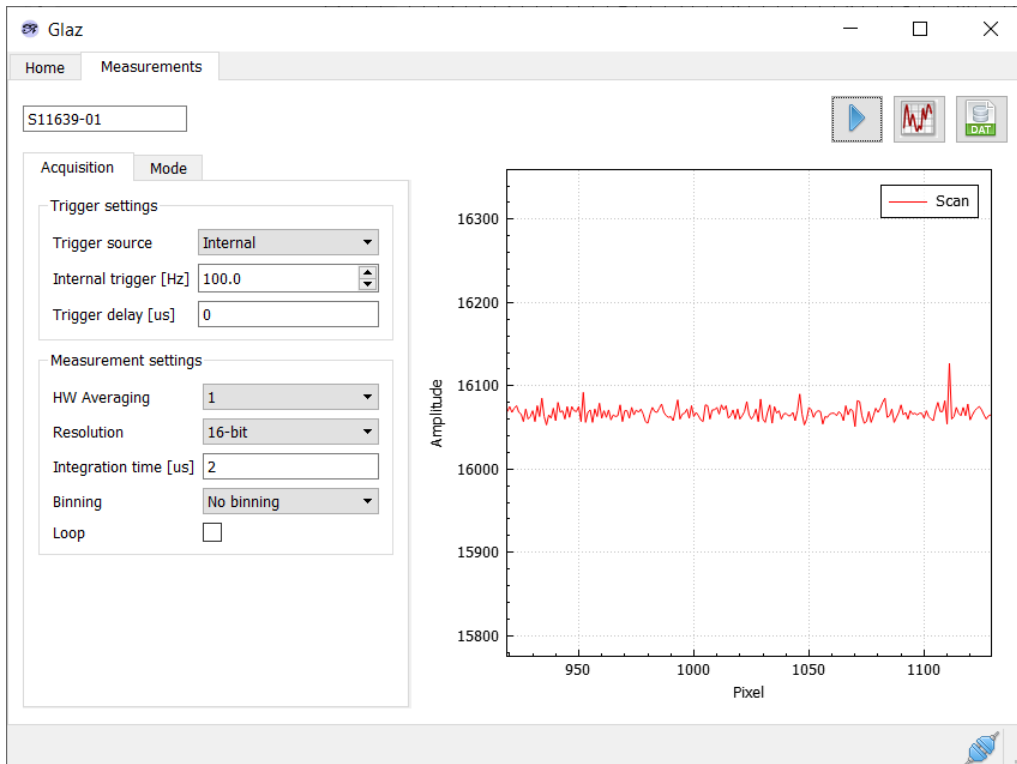 Glaz
Home Measurements
S11639-01
DAT
Acquisition Mode
Trigger settings
Trigger source Internal
Internal trigger [Hz] 100.0
Trigger delay [us] 0
Measurement settings
HW Averaging 1
Resolution 16-bit
Integration time [us] 2
Binning No binning
Loop
Scan
16300
16200
16100
16000
15900
15800
Amplitude
950 1000 1050 1100
Pixel